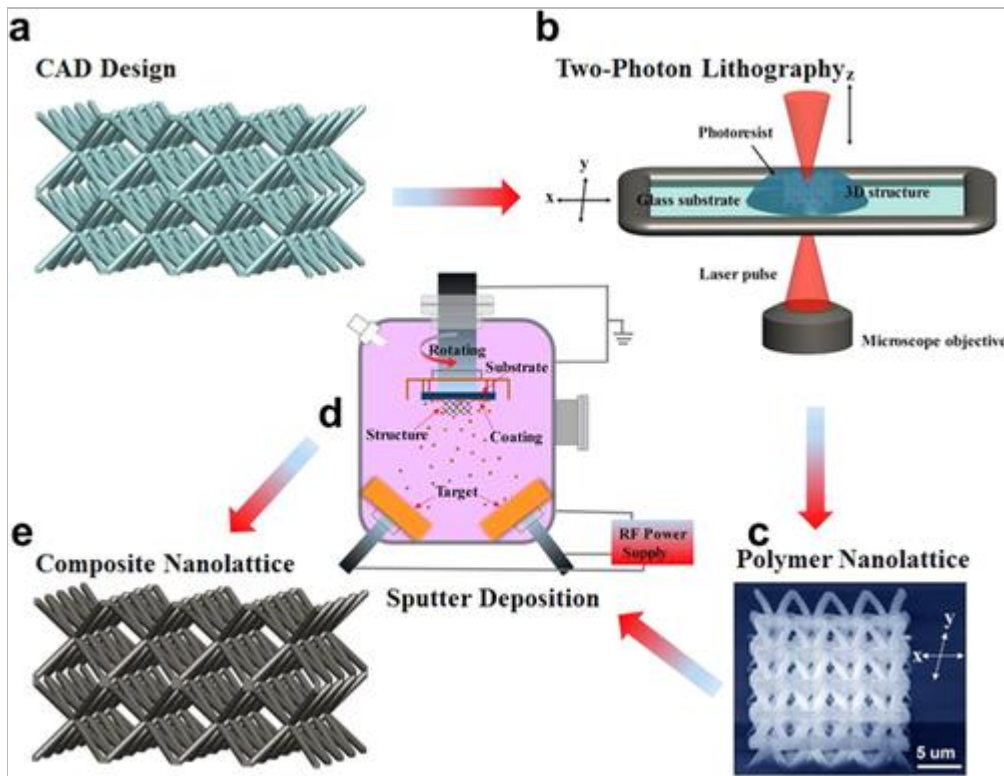 a
CAD Design
b
Two-Photon Lithography
z
Photoresist
y
x
Glass substrate
3D structure
Laser pulse
Microscope objective
d
Rotating
Substrate
Structure
Coating
Target
RF Power
Supply
Sputter Deposition
c
Polymer Nanolattice
y
x
5 um
e
Composite Nanolattice